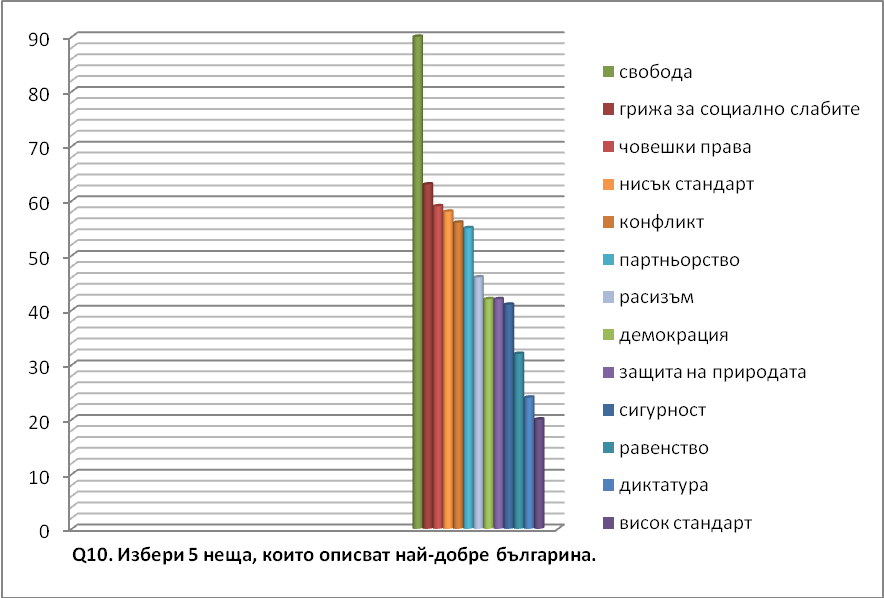 90
80
70
60
50
40
30
20
10
0
свобода
грижа за социално слабите
човешки права
нисък стандарт
конфликт
партньорство
расизъм
демокрация
защита на природата
сигурност
равенство
диктатура
висок стандарт
Q10. Избери 5 неща, които описват най-добре българина.